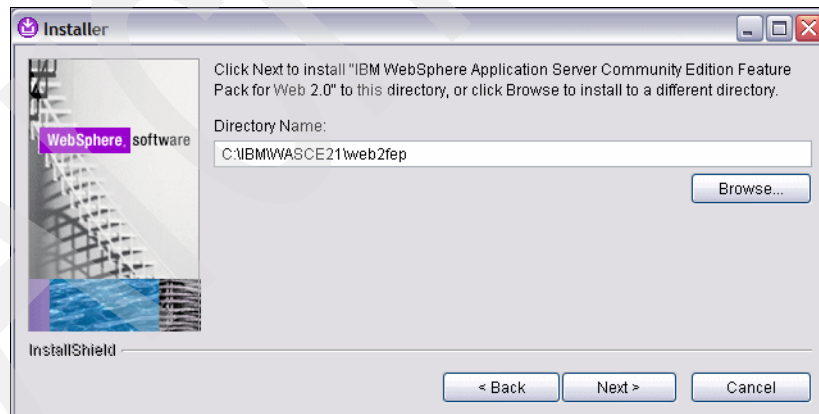 Installer
Click Next to install "IBM WebSphere Application Server Community Edition Feature
Pack for Web 2.0" to this directory, or click Browse to install to a different directory.
WebSphere. software
Directory Name:
C:\IBM\WASCE21\web2fep
Browse...
InstallShield
< Back
Next >
Cancel